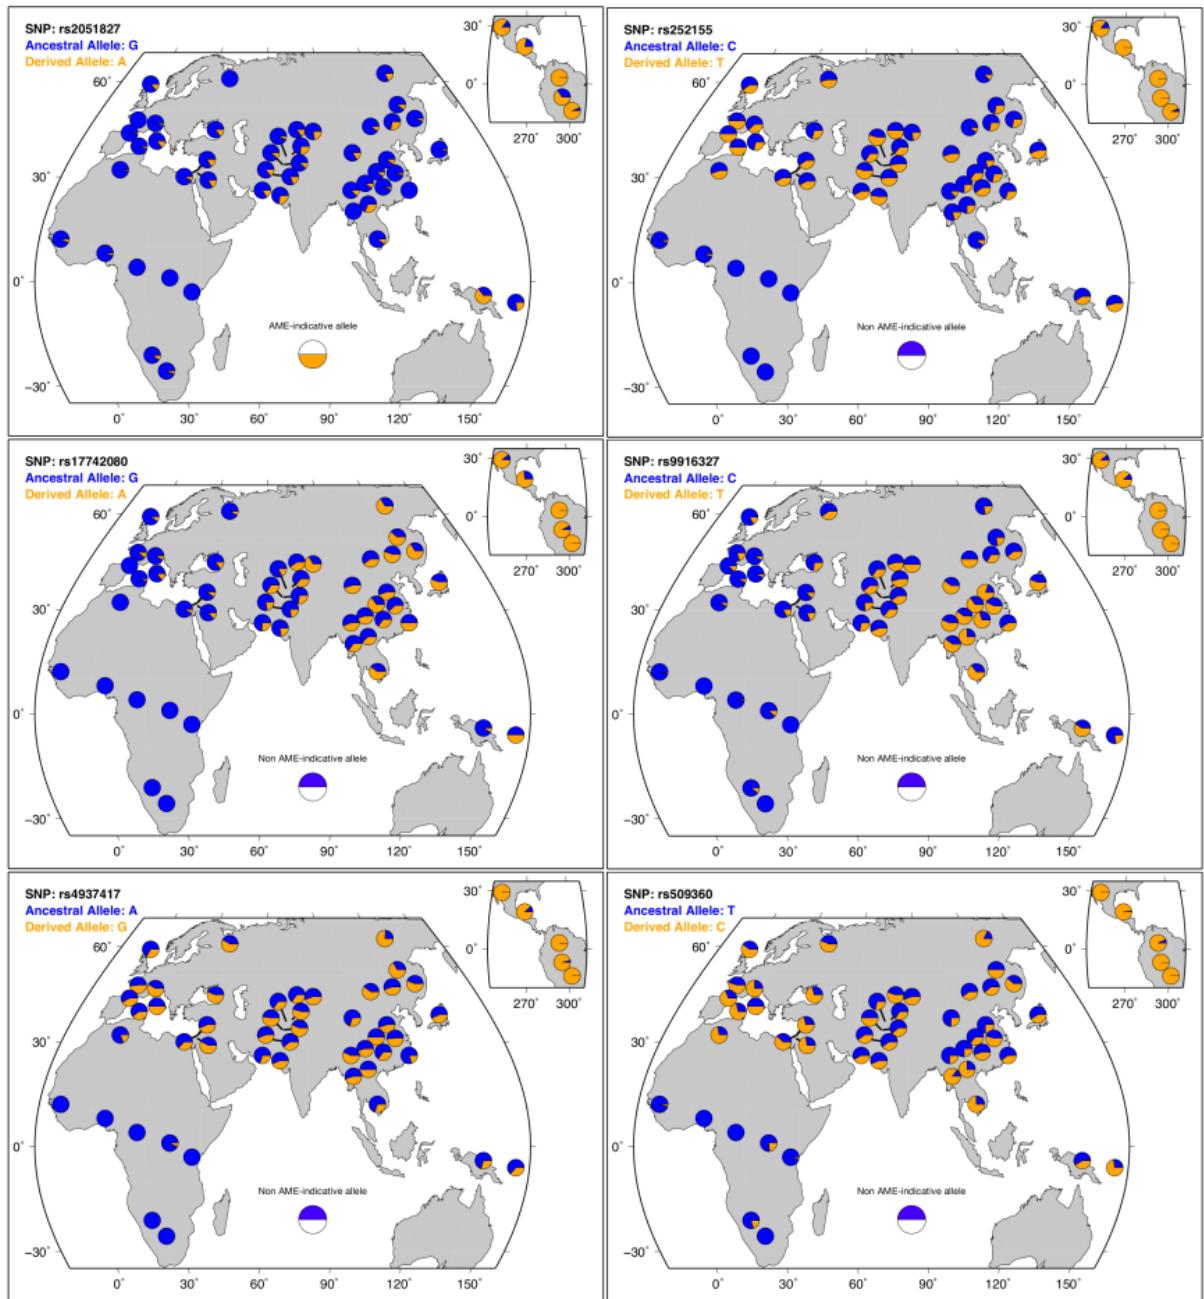 SNP: rs2051827
Ancestral Allele: G
Derived Allele: A
30˚
0˚
270˚ 300˚
60˚
30˚
0˚
−30˚
AME-indicative allele
0˚ 30˚ 60˚ 90˚ 120˚ 150˚
SNP: rs252155
Ancestral Allele: C
Derived Allele: T
30˚
0˚
270˚ 300˚
60˚
30˚
0˚
−30˚
Non AME-indicative allele
0˚ 30˚ 60˚ 90˚ 120˚ 150˚
SNP: rs17742080
Ancestral Allele: G
Derived Allele: A
30˚
0˚
270˚ 300˚
60˚
30˚
0˚
−30˚
Non AME-indicative allele
0˚ 30˚ 60˚ 90˚ 120˚ 150˚
SNP: rs9916327
Ancestral Allele: C
Derived Allele: T
30˚
0˚
270˚ 300˚
60˚
30˚
0˚
−30˚
Non AME-indicative allele
0˚ 30˚ 60˚ 90˚ 120˚ 150˚
SNP: rs4937417
Ancestral Allele: A
Derived Allele: G
30˚
0˚
270˚ 300˚
60˚
30˚
0˚
−30˚
Non AME-indicative allele
0˚ 30˚ 60˚ 90˚ 120˚ 150˚
SNP: rs509360
Ancestral Allele: T
Derived Allele: C
30˚
0˚
270˚ 300˚
60˚
30˚
0˚
−30˚
Non AME-indicative allele
0˚ 30˚ 60˚ 90˚ 120˚ 150˚